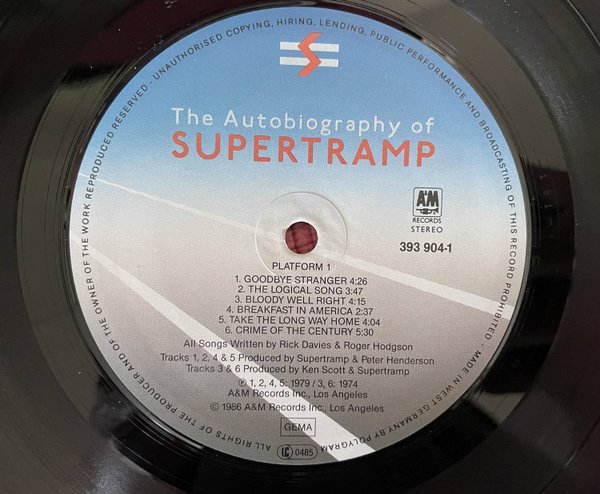 UNAUTHORISED COPYING, HIRING, LENDING, PUBLIC PERFORMANCE AND BROADCASTING OF THIS RECORD PROHIBITED ·
The Autobiography of
SUPERTRAMP
A&M
RECORDS
STEREO
393 904-1
PLATFORM 1
1. GOODBYE STRANGER 4:26
2. THE LOGICAL SONG 3:47
3. BLOODY WELL RIGHT 4:15
4. BREAKFAST IN AMERICA 2:37
5. TAKE THE LONG WAY HOME 4:04
6. CRIME OF THE CENTURY 5:30
All Songs Written by Rick Davies & Roger Hodgson
Tracks 1, 2, 4 & 5 Produced by Supertramp & Peter Henderson
Tracks 3 & 6 Produced by Ken Scott & Supertramp
℗ 1, 2, 4, 5: 1979 / 3, 6: 1974
A&M Records Inc., Los Angeles
© 1986 A&M Records Inc., Los Angeles
GEMA
LC 0485
MADE IN WEST GERMANY BY POLYGRAM
ALL RIGHTS OF THE PRODUCER AND OF THE OWNER OF THE WORK REPRODUCED RESERVED ·